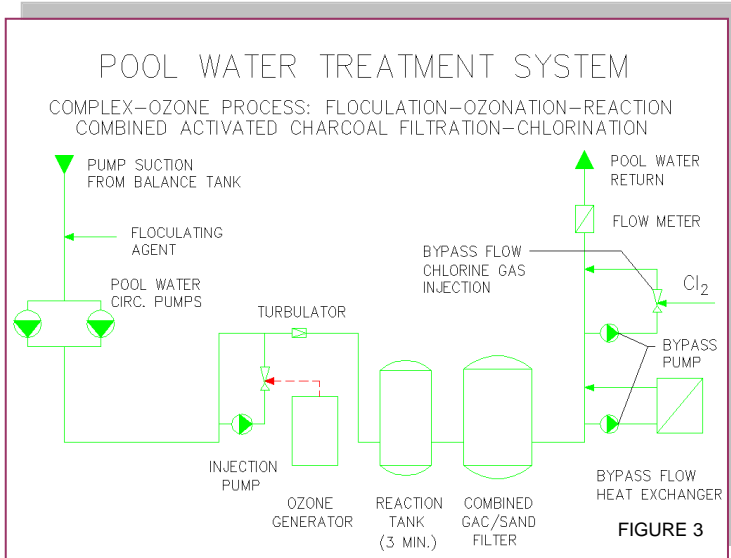 POOL WATER TREATMENT SYSTEM
COMPLEX-OZONE PROCESS: FLOCULATION-OZONATION-REACTION
COMBINED ACTIVATED CHARCOAL FILTRATION-CHLORINATION
PUMP SUCTION
FROM BALANCE TANK
POOL WATER
RETURN
FLOW METER
FLOCULATING
AGENT
BYPASS FLOW
CHLORINE GAS
INJECTION
Cl2
POOL WATER
CIRC. PUMPS
TURBULATOR
BYPASS
PUMP
INJECTION
PUMP
OZONE
GENERATOR
REACTION
TANK
(3 MIN.)
COMBINED
GAC/SAND
FILTER
BYPASS FLOW
HEAT EXCHANGER
FIGURE 3